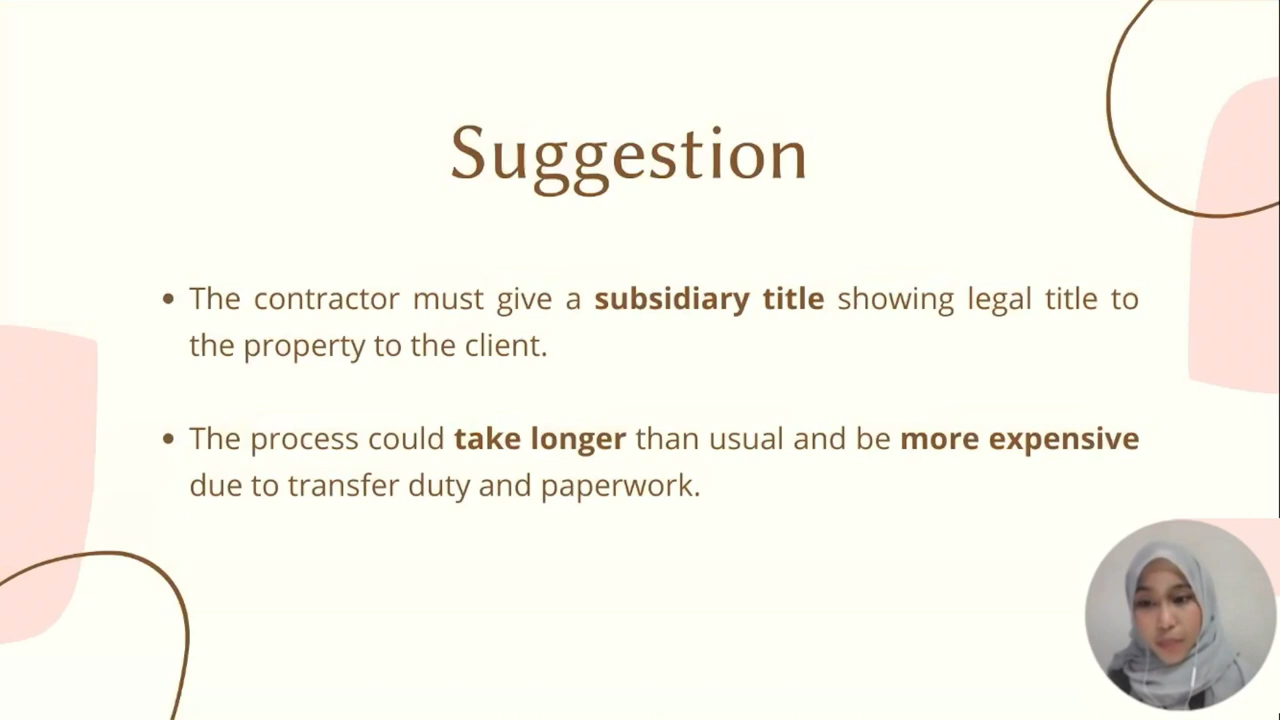 Suggestion
• The contractor must give a subsidiary title showing legal title to
the property to the client.
• The process could take longer than usual and be more expensive
due to transfer duty and paperwork.